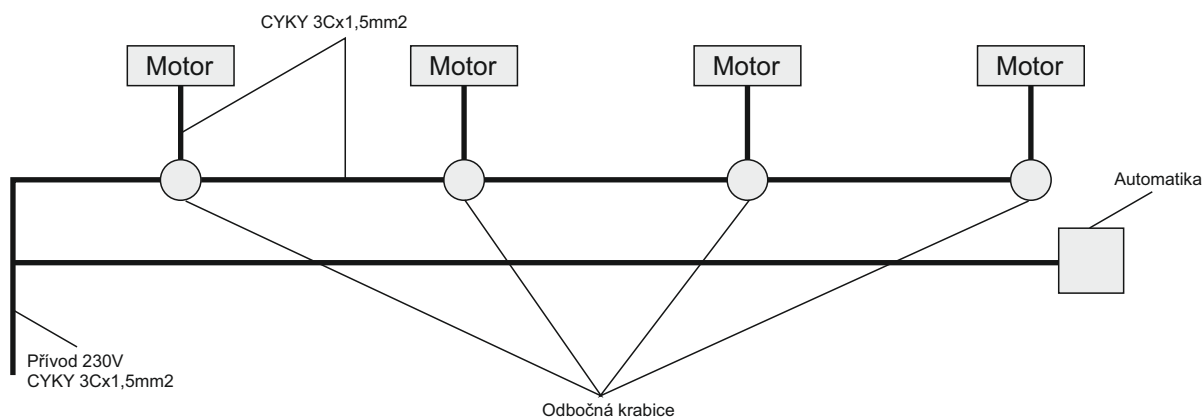 CYKY 3Cx1,5mm2
Motor
Motor
Motor
Motor
Automatika
Přívod 230V
CYKY 3Cx1,5mm2
Odbočná krabice